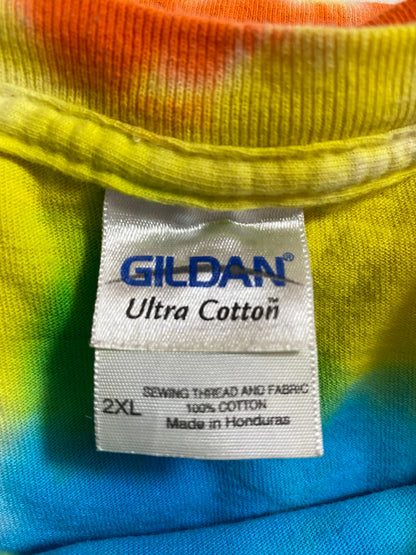 GILDAN®
Ultra Cotton™
SEWING THREAD AND FABRIC
2XL 100% COTTON
Made in Honduras